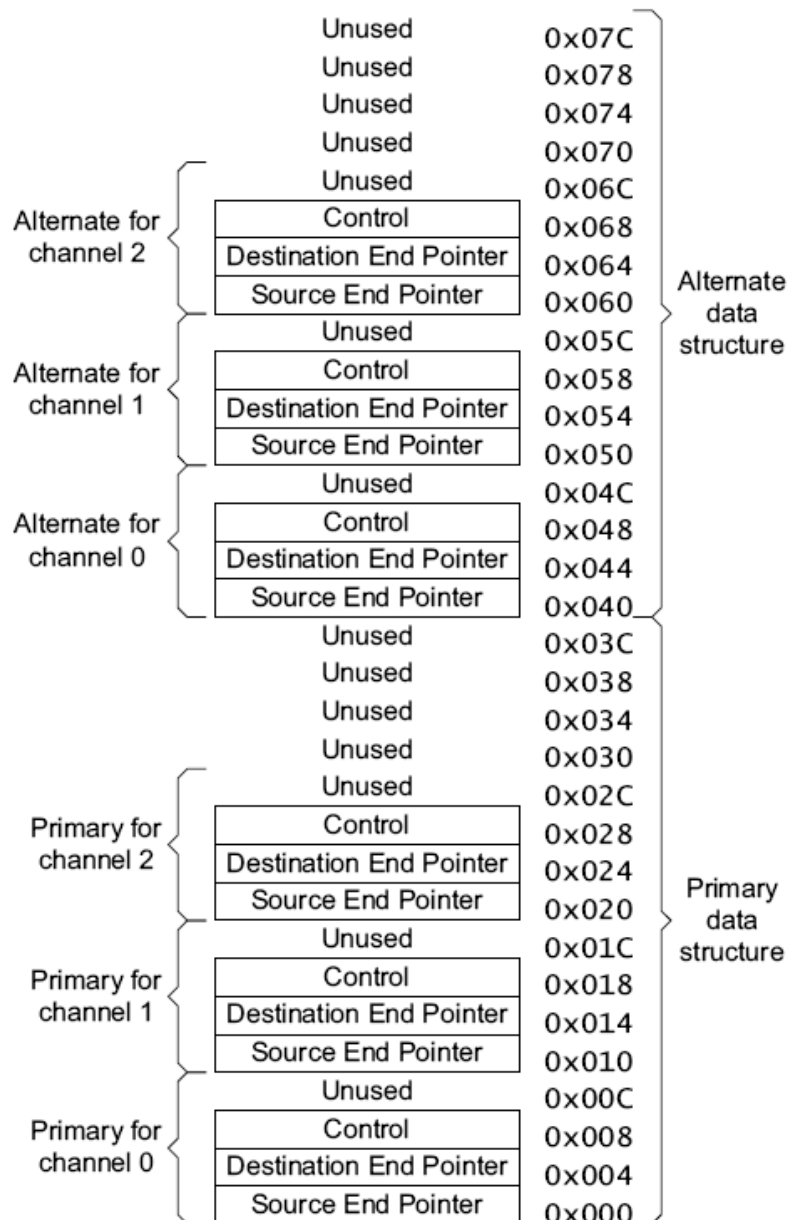 Unused 0x07C
Unused 0x078
Unused 0x074
Unused 0x070
Unused 0x06C
Alternate for
channel 2
Control 0x068
Destination End Pointer 0x064
Source End Pointer 0x060
Alternate
data
structure
Unused 0x05C
Alternate for
channel 1
Control 0x058
Destination End Pointer 0x054
Source End Pointer 0x050
Unused 0x04C
Alternate for
channel 0
Control 0x048
Destination End Pointer 0x044
Source End Pointer 0x040
Unused 0x03C
Unused 0x038
Unused 0x034
Unused 0x030
Unused 0x02C
Primary for
channel 2
Control 0x028
Destination End Pointer 0x024
Source End Pointer 0x020
Primary
data
structure
Unused 0x01C
Primary for
channel 1
Control 0x018
Destination End Pointer 0x014
Source End Pointer 0x010
Unused 0x00C
Primary for
channel 0
Control 0x008
Destination End Pointer 0x004
Source End Pointer 0x000